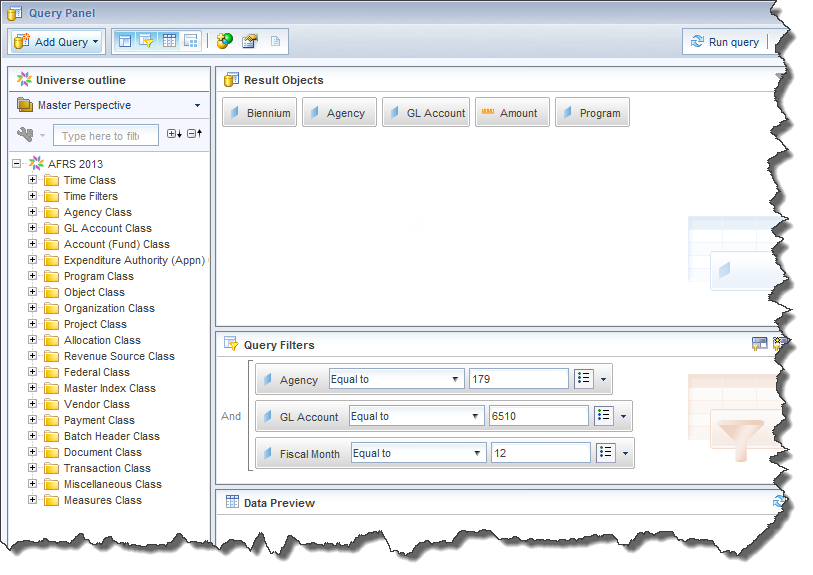 Query Panel
Add Query
Run query
Universe outline
Master Perspective
Type here to filt
AFRS 2013
Time Class
Time Filters
Agency Class
GL Account Class
Account (Fund) Class
Expenditure Authority (Appn)
Program Class
Object Class
Organization Class
Project Class
Allocation Class
Revenue Source Class
Federal Class
Master Index Class
Vendor Class
Payment Class
Batch Header Class
Document Class
Transaction Class
Miscellaneous Class
Measures Class
Result Objects
Biennium Agency GL Account Amount Program
Query Filters
And
Agency Equal to 179
GL Account Equal to 6510
Fiscal Month Equal to 12
Data Preview